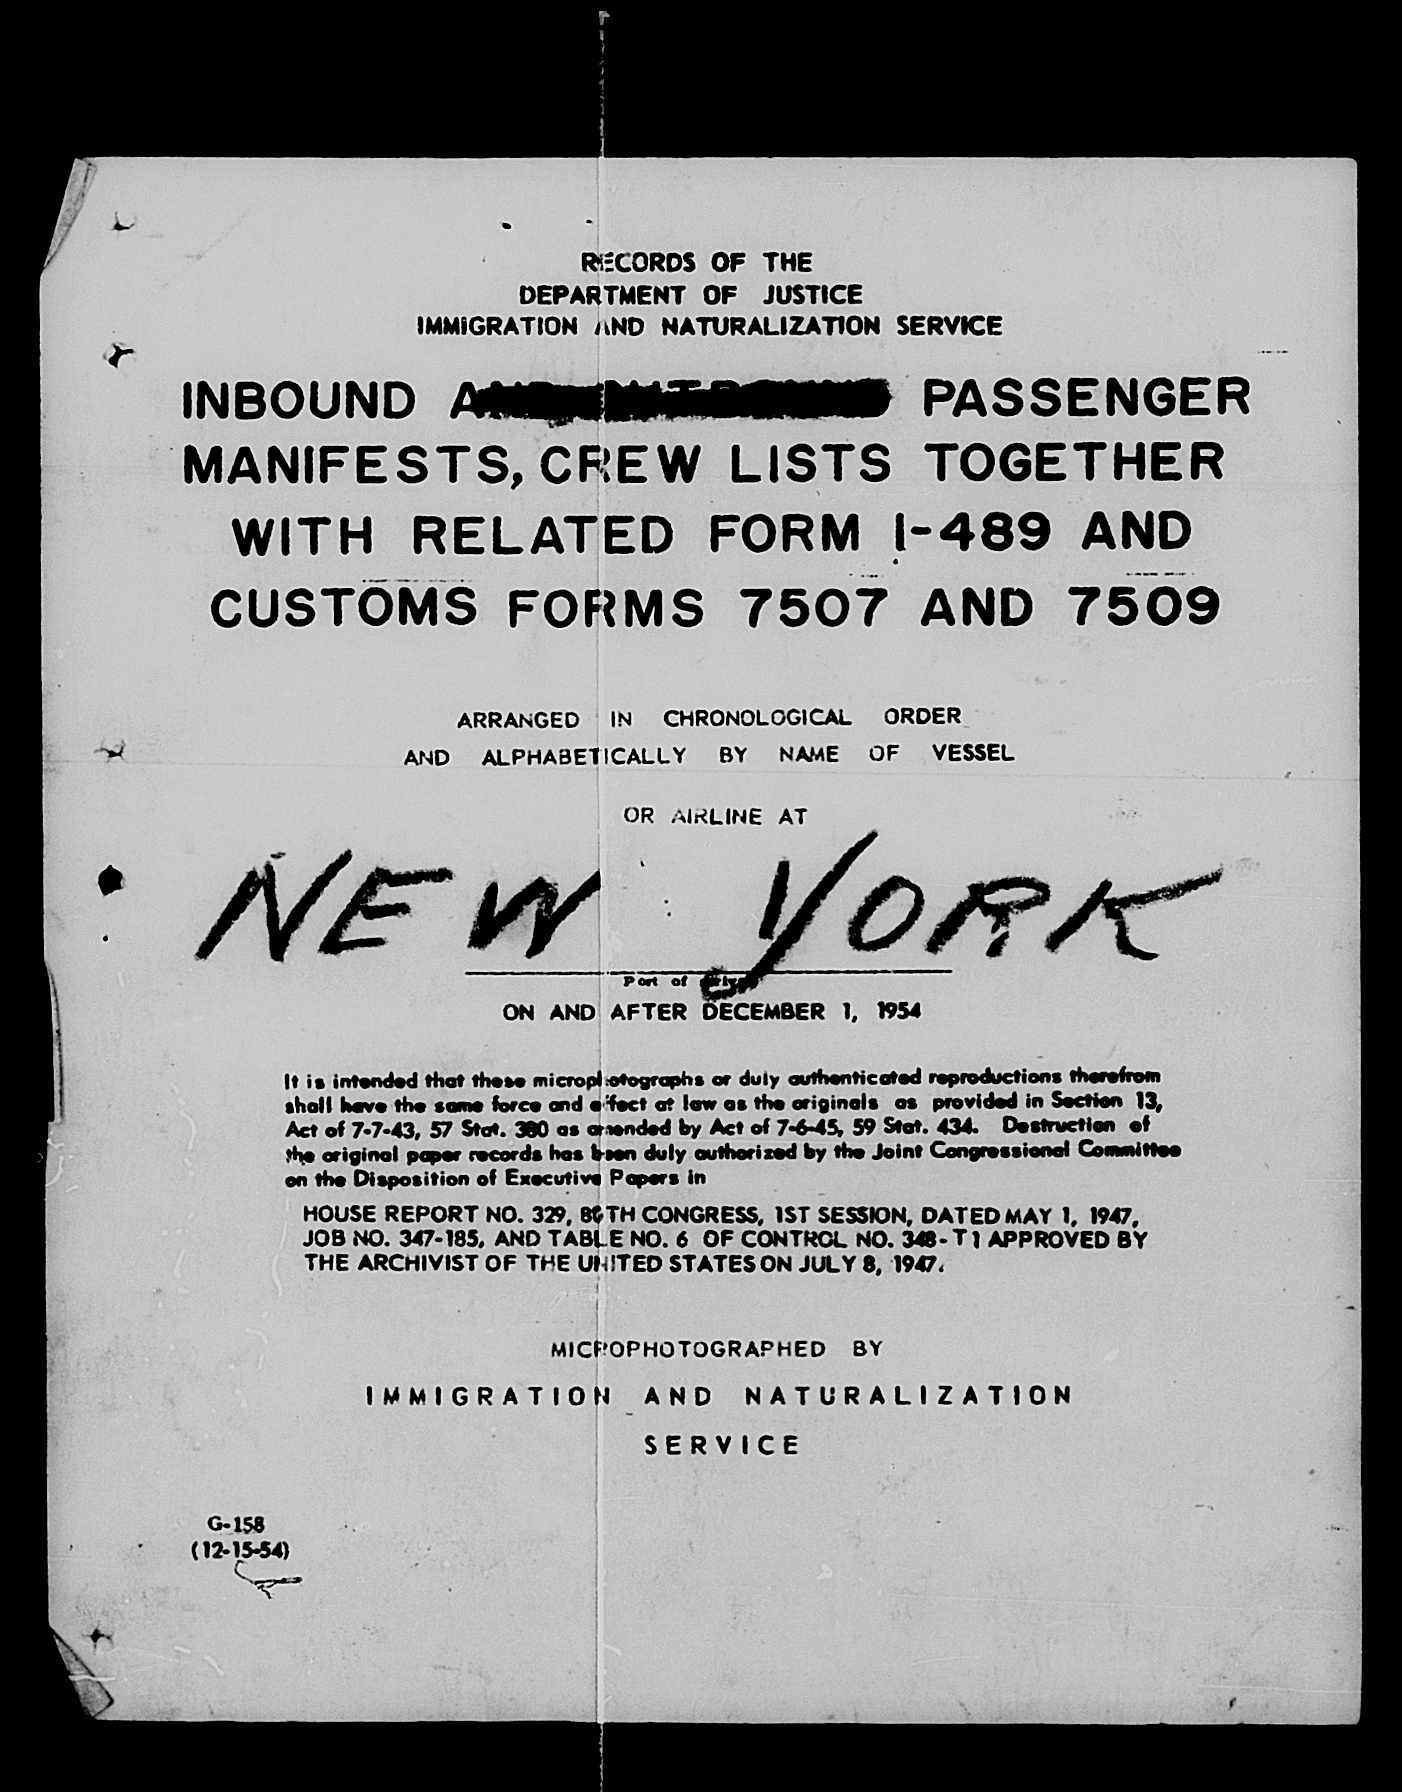 RECORDS OF THE
DEPARTMENT OF JUSTICE
IMMIGRATION AND NATURALIZATION SERVICE
INBOUND PASSENGER
MANIFESTS, CREW LISTS TOGETHER
WITH RELATED FORM I-489 AND
CUSTOMS FORMS 7507 AND 7509
ARRANGED IN CHRONOLOGICAL ORDER
AND ALPHABETICALLY BY NAME OF VESSEL
OR AIRLINE AT
NEW YORK
Port of
ON AND AFTER DECEMBER 1, 1954
It is intended that these microphotographs or duly authenticated reproductions therefrom
shall have the same force and effect at law as the originals as provided in Section 13,
Act of 7-7-43, 57 Stat. 380 as amended by Act of 7-6-45, 59 Stat. 434. Destruction of
the original paper records has been duly authorized by the Joint Congressional Committee
on the Disposition of Executive Papers in
HOUSE REPORT NO. 329, 80TH CONGRESS, 1ST SESSION, DATED MAY 1, 1947,
JOB NO. 347-185, AND TABLE NO. 6 OF CONTROL NO. 348-T1 APPROVED BY
THE ARCHIVIST OF THE UNITED STATES ON JULY 8, 1947.
MICROPHOTOGRAPHED BY
IMMIGRATION AND NATURALIZATION
SERVICE
G-158
(12-15-54)